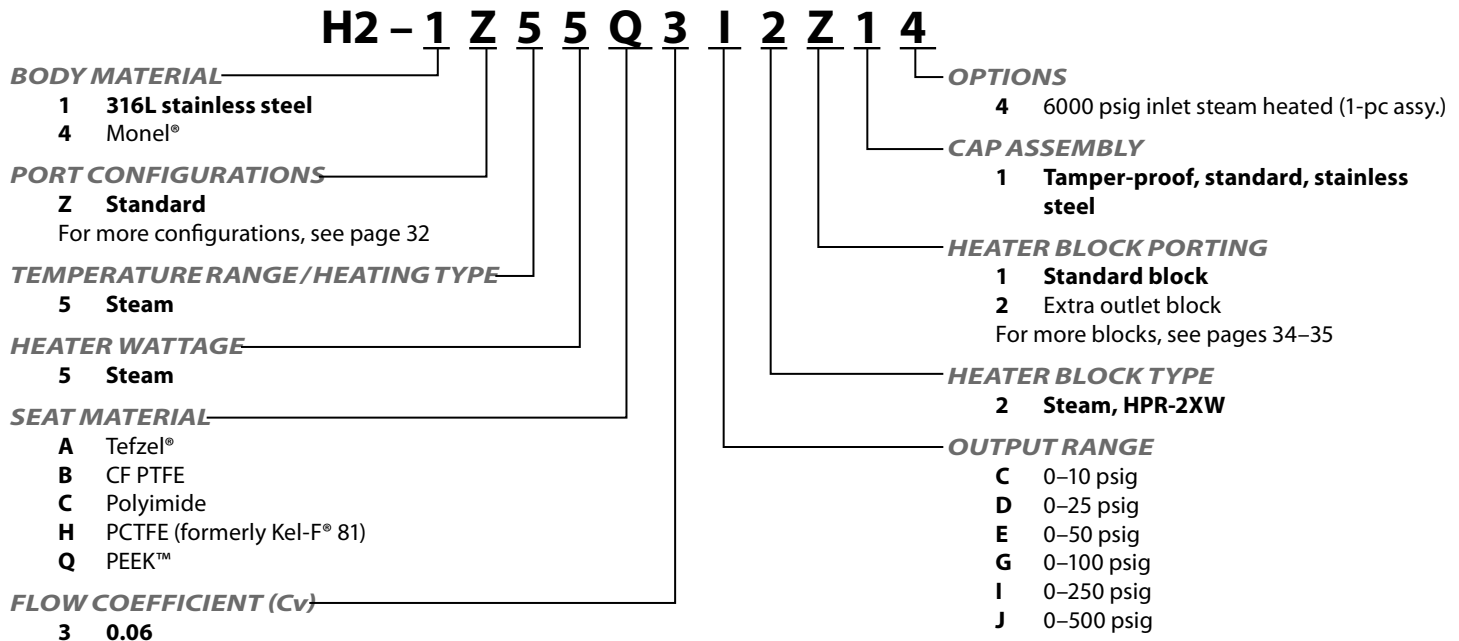 H2 – 1 Z 5 5 Q 3 I 2 Z 1 4
BODY MATERIAL
1 316L stainless steel
4 Monel®
PORT CONFIGURATIONS
Z Standard
For more configurations, see page 32
TEMPERATURE RANGE / HEATING TYPE
5 Steam
HEATER WATTAGE
5 Steam
SEAT MATERIAL
A Tefzel®
B CF PTFE
C Polyimide
H PCTFE (formerly Kel-F® 81)
Q PEEK™
FLOW COEFFICIENT (Cv)
3 0.06
OPTIONS
4 6000 psig inlet steam heated (1-pc assy.)
CAP ASSEMBLY
1 Tamper-proof, standard, stainless
steel
HEATER BLOCK PORTING
1 Standard block
2 Extra outlet block
For more blocks, see pages 34–35
HEATER BLOCK TYPE
2 Steam, HPR-2XW
OUTPUT RANGE
C 0–10 psig
D 0–25 psig
E 0–50 psig
G 0–100 psig
I 0–250 psig
J 0–500 psig